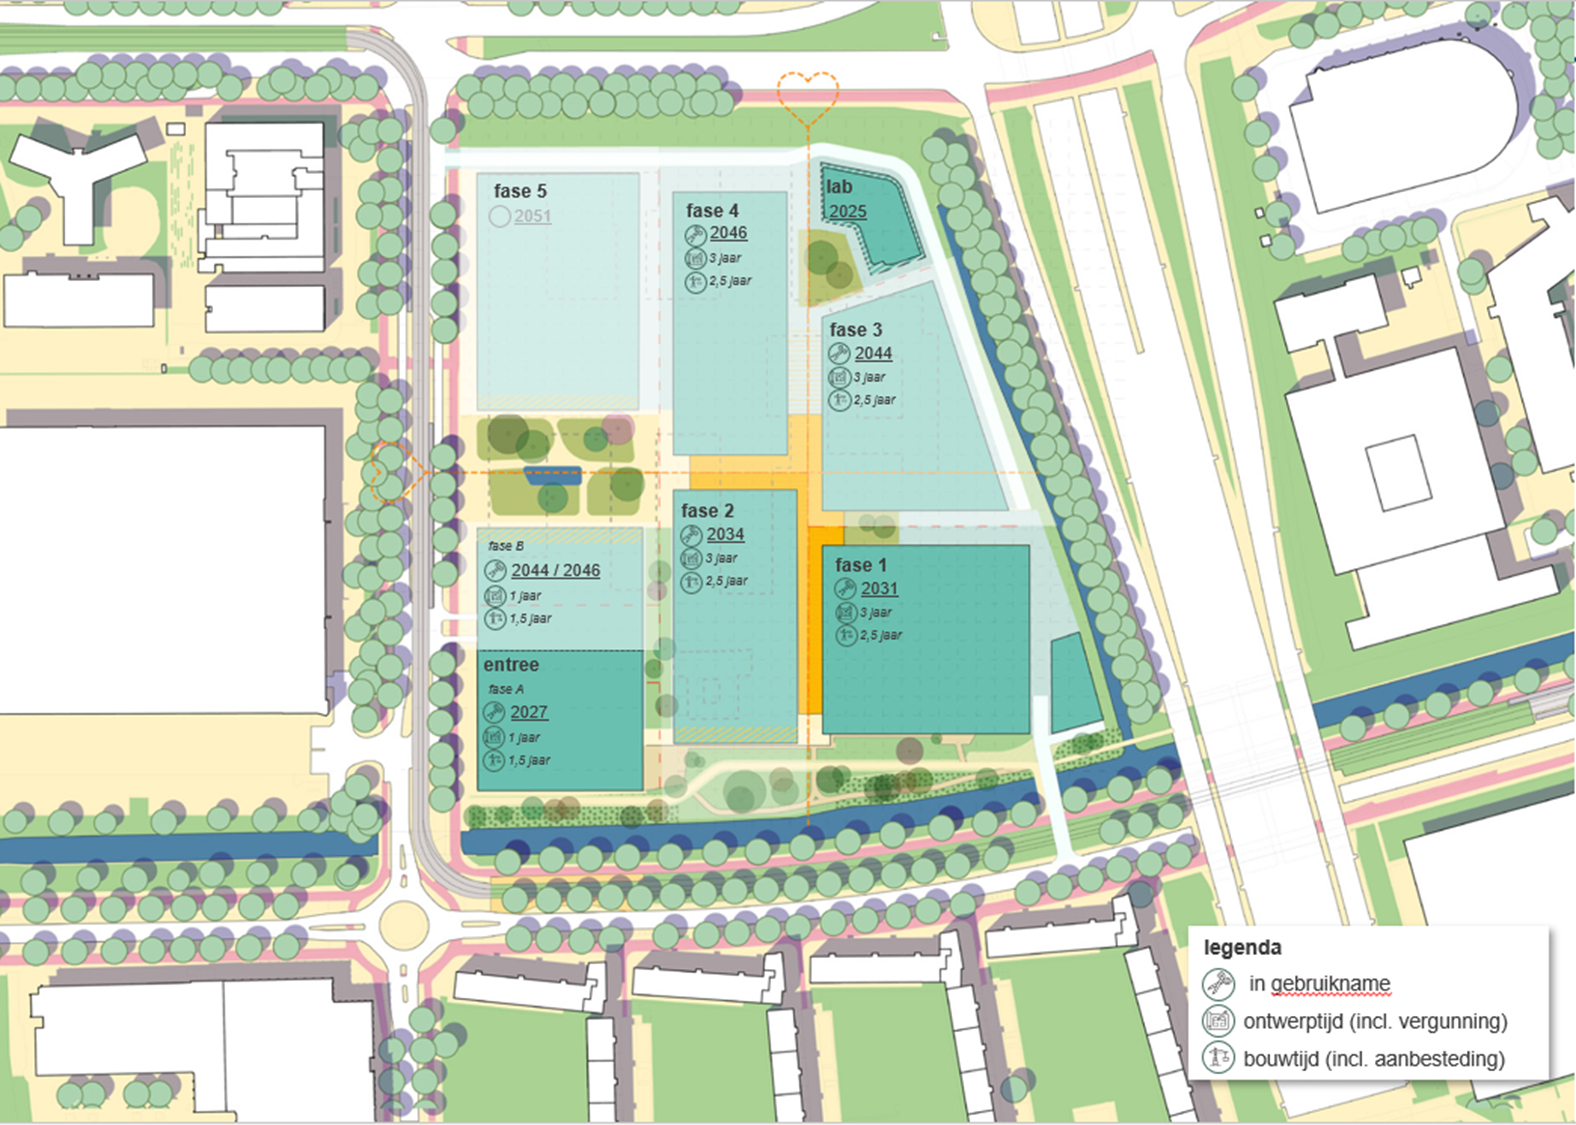 fase 5
2051
fase 4
2046
3 jaar
2,5 jaar
lab
2025
fase 3
2044
3 jaar
2,5 jaar
fase 2
2034
3 jaar
2,5 jaar
fase B
2044 / 2046
1 jaar
1,5 jaar
entree
fase A
2027
1 jaar
1,5 jaar
fase 1
2031
3 jaar
2,5 jaar
legenda
in gebruikname
ontwerptijd (incl. vergunning)
bouwtijd (incl. aanbesteding)